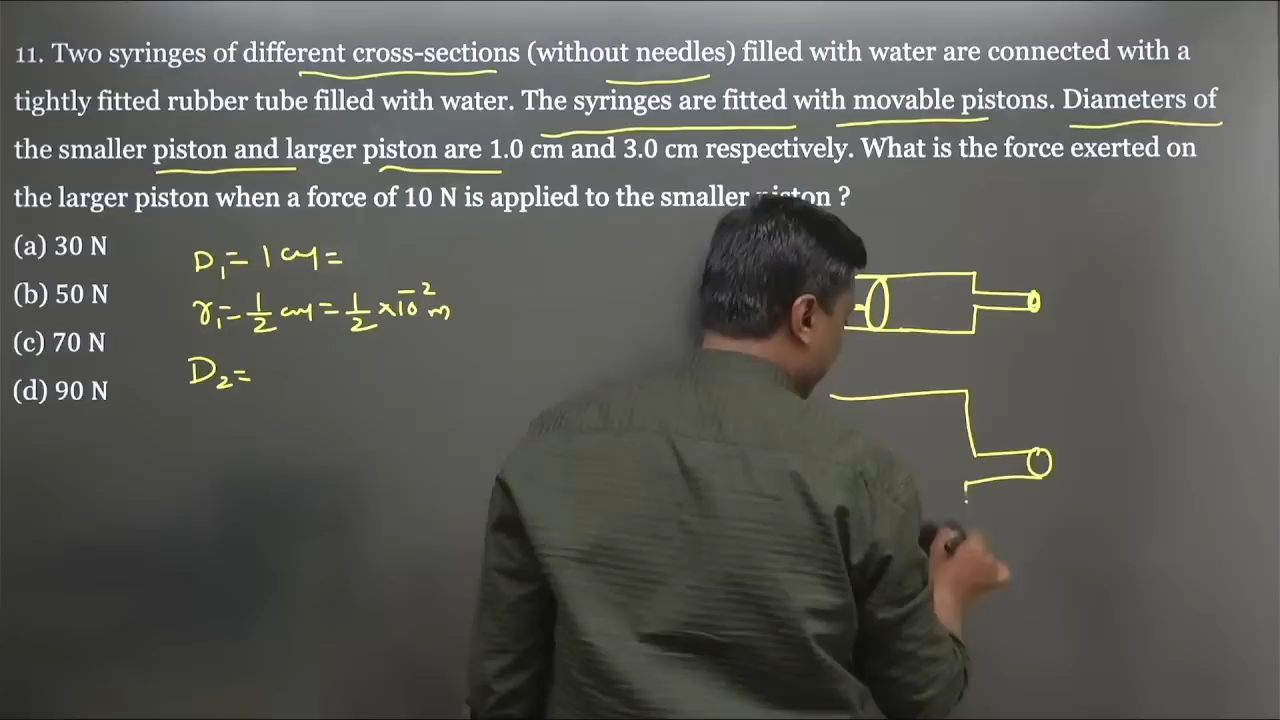 11. Two syringes of different cross-sections (without needles) filled with water are connected with a
tightly fitted rubber tube filled with water. The syringes are fitted with movable pistons. Diameters of
the smaller piston and larger piston are 1.0 cm and 3.0 cm respectively. What is the force exerted on
the larger piston when a force of 10 N is applied to the smaller piston ?
(a) 30 N
(b) 50 N
(c) 70 N
(d) 90 N
D₁ = 1 cm =
r₁ = 1/2 cm = 1/2 × 10⁻² m
D₂ =